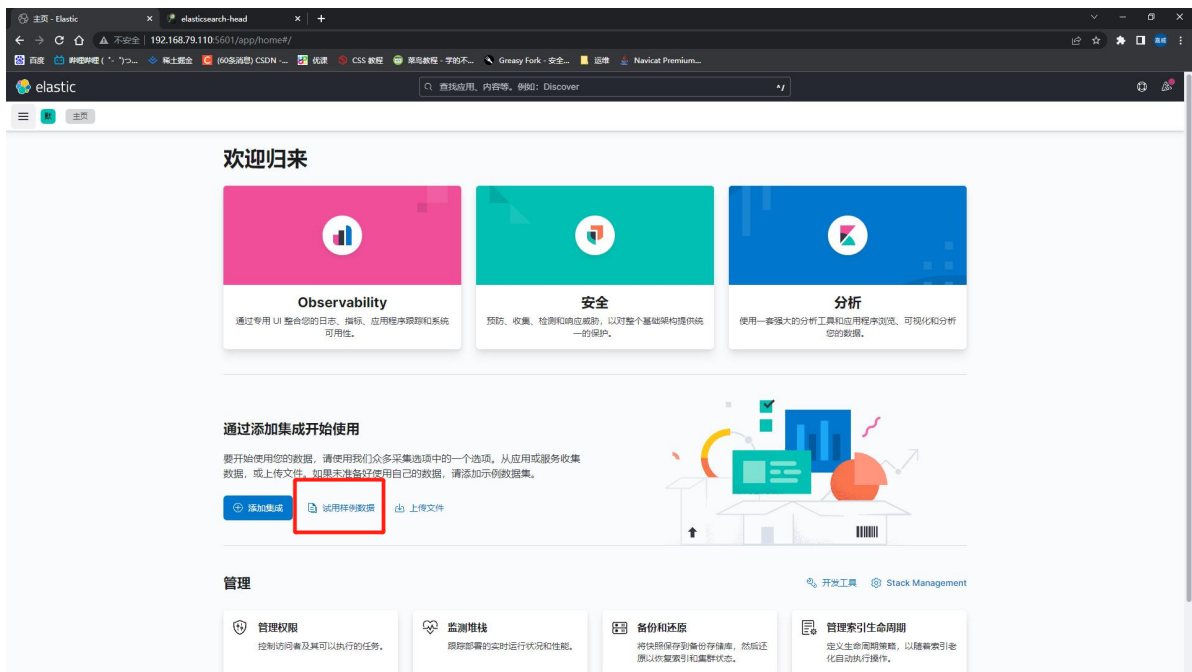 主页 - Elastic
elasticsearch-head
不安全 | 192.168.79.110:5601/app/home#/
百度
哔哩哔哩 ( ゜- ゜)つ...
稀土掘金
(60条消息) CSDN -...
优课
CSS 教程
菜鸟教程 - 学的不...
Greasy Fork - 安全...
运维
Navicat Premium...
elastic
查找应用、内容等。例如：Discover
^/
默
主页
欢迎归来
Observability
通过专用 UI 整合您的日志、指标、应用程序跟踪和系统
可用性。
安全
预防、收集、检测和响应威胁，以对整个基础架构提供统
一的保护。
分析
使用一套强大的分析工具和应用程序浏览、可视化和分析
您的数据。
通过添加集成开始使用
要开始使用您的数据，请使用我们众多采集选项中的一个选项。从应用或服务收集
数据，或上传文件。如果未准备好使用自己的数据，请添加示例数据集。
添加集成
试用样例数据
上传文件
管理
开发工具
Stack Management
管理权限
控制访问者及其可以执行的任务。
监测堆栈
跟踪部署的实时运行状况和性能。
备份和还原
将快照保存到备份存储库，然后还
原以恢复索引和集群状态。
管理索引生命周期
定义生命周期策略，以随着索引老
化自动执行操作。